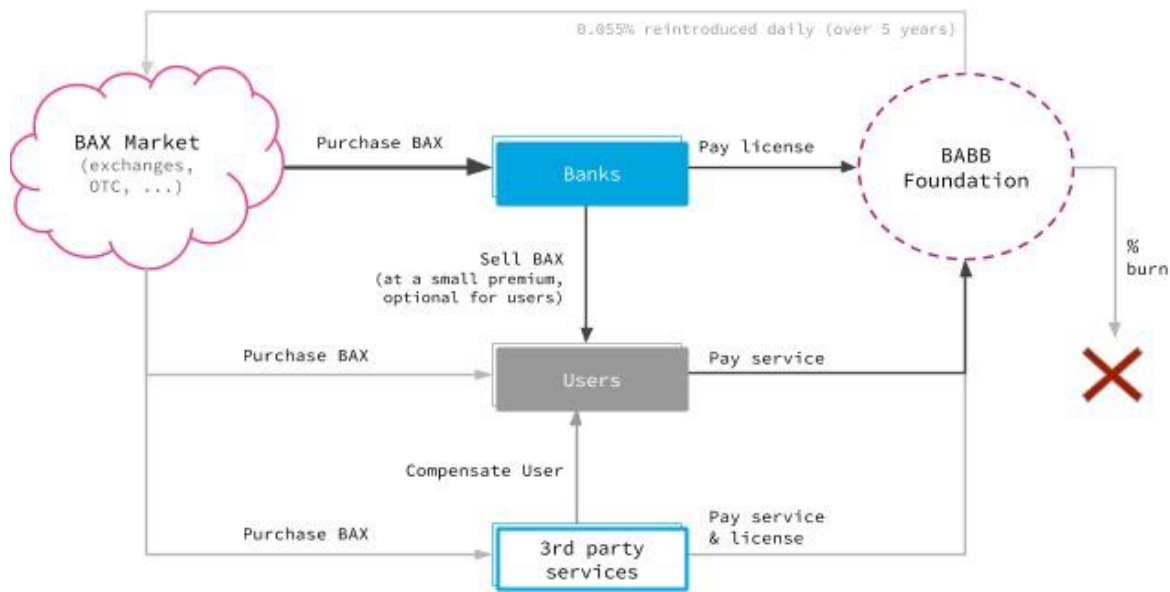 0.055% reintroduced daily (over 5 years)
BAX Market
(exchanges,
OTC, ...)
Purchase BAX
Banks
Pay license
BABB
Foundation
%
burn
Sell BAX
(at a small premium,
optional for users)
Purchase BAX
Users
Pay service
Compensate User
Purchase BAX
3rd party
services
Pay service
& license